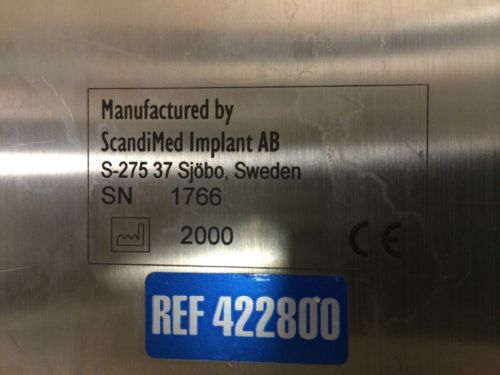 Manufactured by
ScandiMed Implant AB
S-275 37 Sjöbo, Sweden
SN 1766
2000 CE
REF 422800